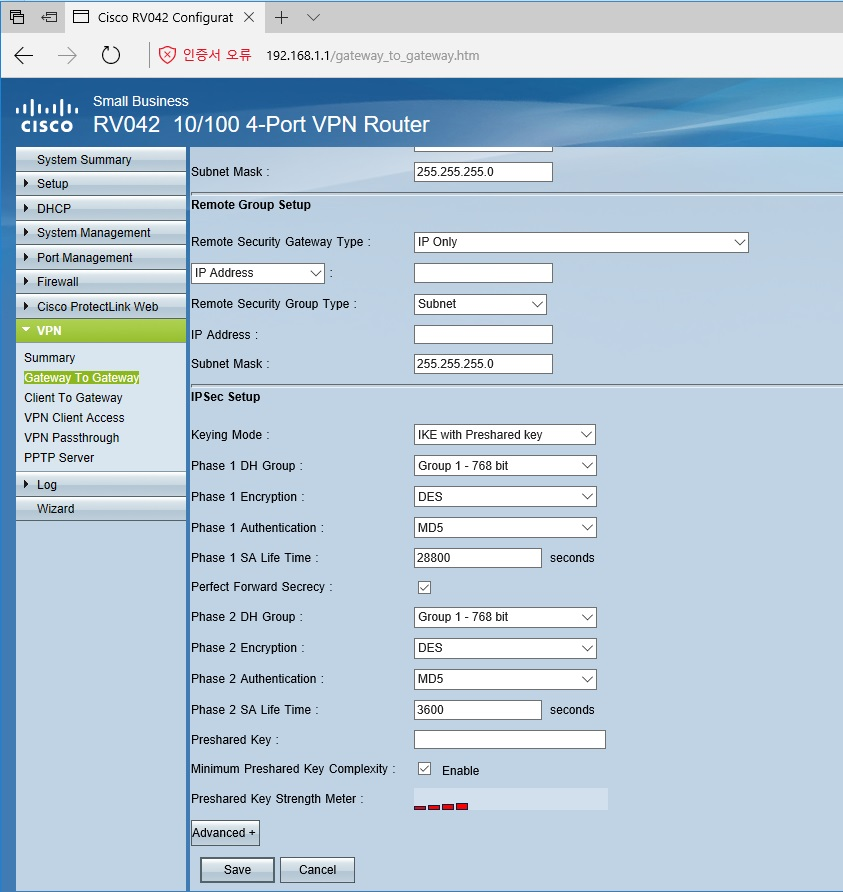 Cisco RV042 Configurat
인증서 오류 192.168.1.1/gateway_to_gateway.htm
CISCO
Small Business
RV042 10/100 4-Port VPN Router
System Summary
Setup
DHCP
System Management
Port Management
Firewall
Cisco ProtectLink Web
VPN
Summary
Gateway To Gateway
Client To Gateway
VPN Client Access
VPN Passthrough
PPTP Server
Log
Wizard
Subnet Mask : 255.255.255.0
Remote Group Setup
Remote Security Gateway Type : IP Only
IP Address :
Remote Security Group Type : Subnet
IP Address :
Subnet Mask : 255.255.255.0
IPSec Setup
Keying Mode : IKE with Preshared key
Phase 1 DH Group : Group 1 - 768 bit
Phase 1 Encryption : DES
Phase 1 Authentication : MD5
Phase 1 SA Life Time : 28800 seconds
Perfect Forward Secrecy :
Phase 2 DH Group : Group 1 - 768 bit
Phase 2 Encryption : DES
Phase 2 Authentication : MD5
Phase 2 SA Life Time : 3600 seconds
Preshared Key :
Minimum Preshared Key Complexity : Enable
Preshared Key Strength Meter :
Advanced +
Save Cancel